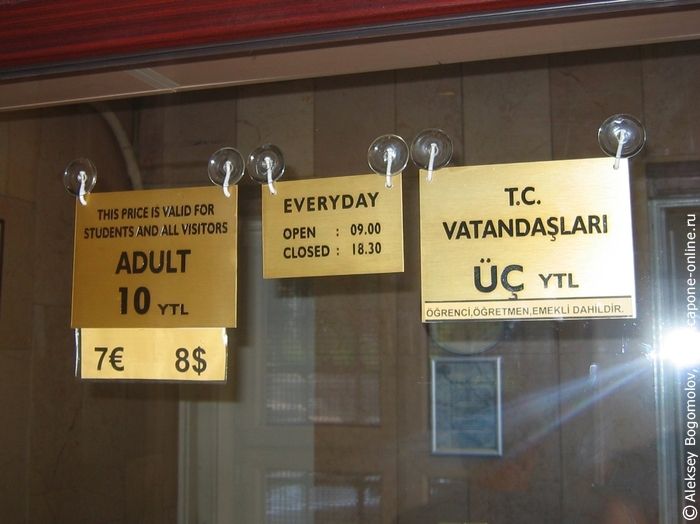 THIS PRICE IS VALID FOR
STUDENTS AND ALL VISITORS
ADULT
10 YTL
7€ 8$
EVERYDAY
OPEN : 09.00
CLOSED : 18.30
T.C.
VATANDAŞLARI
ÜÇ YTL
ÖĞRENCİ,ÖĞRETMEN,EMEKLİ DAHİLDİR.
© Aleksey Bogomolov, capone-online.ru